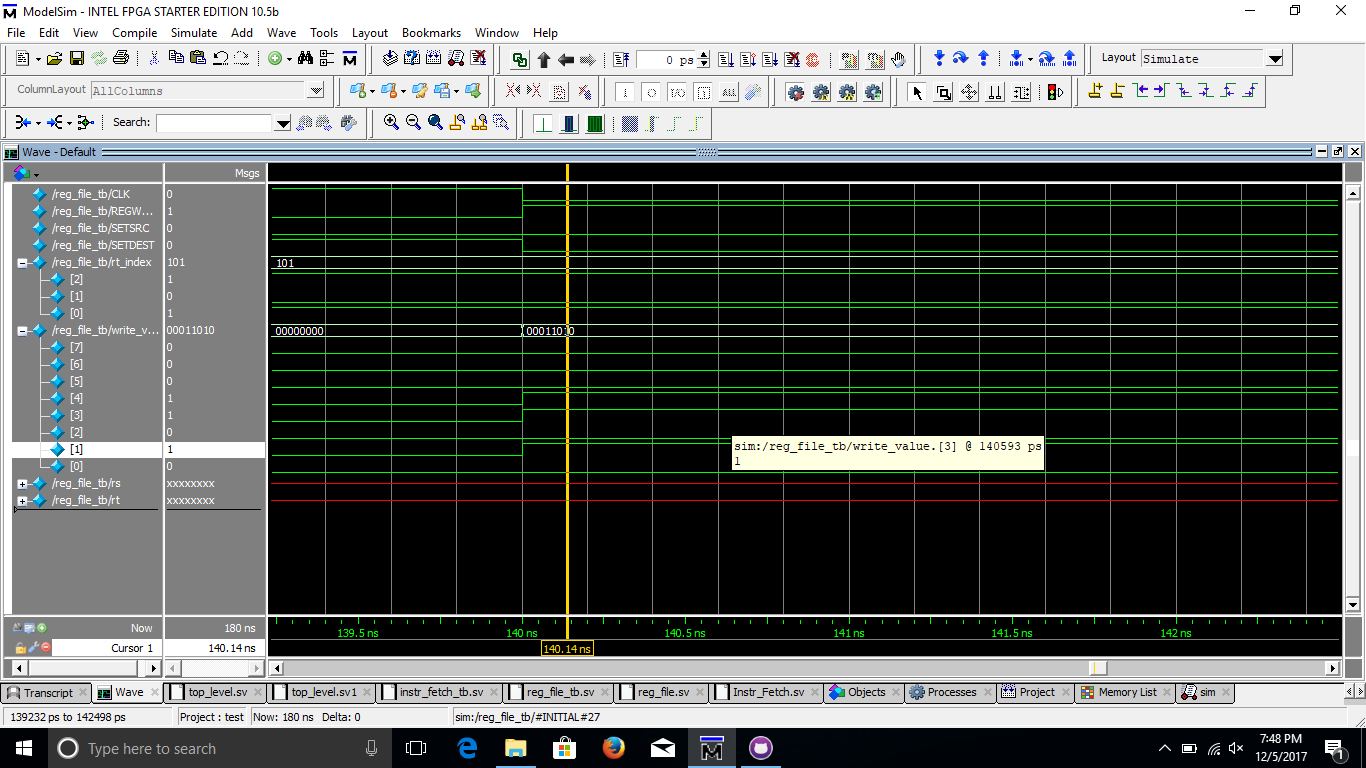 ModelSim - INTEL FPGA STARTER EDITION 10.5b
File Edit View Compile Simulate Add Wave Tools Layout Bookmarks Window Help
0 ps
Layout Simulate
ColumnLayout AllColumns
ALL
Search:
Wave - Default
Msgs
/reg_file_tb/CLK 0
/reg_file_tb/REGW... 1
/reg_file_tb/SETSRC 0
/reg_file_tb/SETDEST 0
/reg_file_tb/rt_index 101 101
[2] 1
[1] 0
[0] 1
/reg_file_tb/write_v... 00011010 00000000 00011010
[7] 0
[6] 0
[5] 0
[4] 1
[3] 1
[2] 0
[1] 1
[0] 0
sim:/reg_file_tb/write_value.[3] @ 140593 ps
1
/reg_file_tb/rs xxxxxxxx
/reg_file_tb/rt xxxxxxxx
Now 180 ns
139.5 ns 140 ns 140.5 ns 141 ns 141.5 ns 142 ns
Cursor 1 140.14 ns 140.14 ns
Transcript Wave top_level.sv top_level.sv1 instr_fetch_tb.sv reg_file_tb.sv reg_file.sv Instr_Fetch.sv Objects Processes Project Memory List sim
139232 ps to 142498 ps Project : test Now: 180 ns Delta: 0 sim:/reg_file_tb/#INITIAL#27
Type here to search
7:48 PM
12/5/2017
1